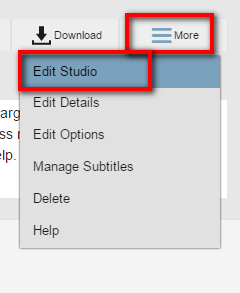 Download More
Edit Studio
Edit Details
Edit Options
Manage Subtitles
Delete
Help